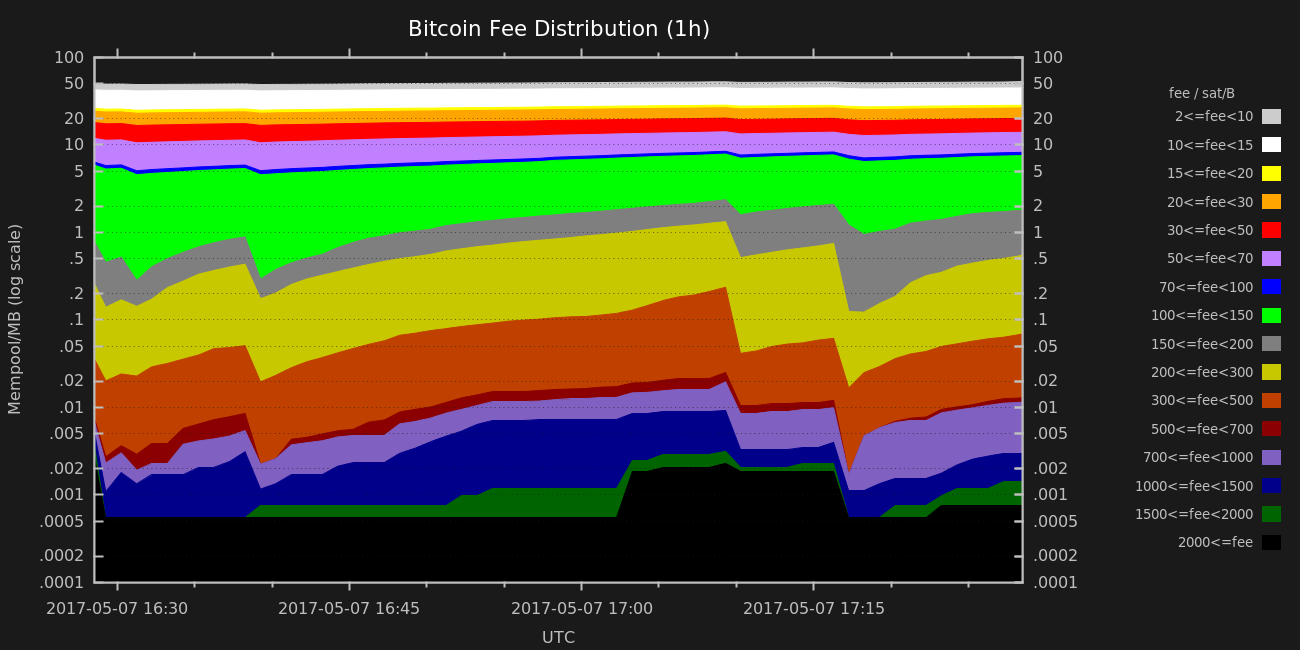 Bitcoin Fee Distribution (1h)
Mempool/MB (log scale)
100
50
20
10
5
2
1
.5
.2
.1
.05
.02
.01
.005
.002
.001
.0005
.0002
.0001
100
50
20
10
5
2
1
.5
.2
.1
.05
.02
.01
.005
.002
.001
.0005
.0002
.0001
2017-05-07 16:30 2017-05-07 16:45 2017-05-07 17:00 2017-05-07 17:15
UTC
fee / sat/B
2<=fee<10
10<=fee<15
15<=fee<20
20<=fee<30
30<=fee<50
50<=fee<70
70<=fee<100
100<=fee<150
150<=fee<200
200<=fee<300
300<=fee<500
500<=fee<700
700<=fee<1000
1000<=fee<1500
1500<=fee<2000
2000<=fee